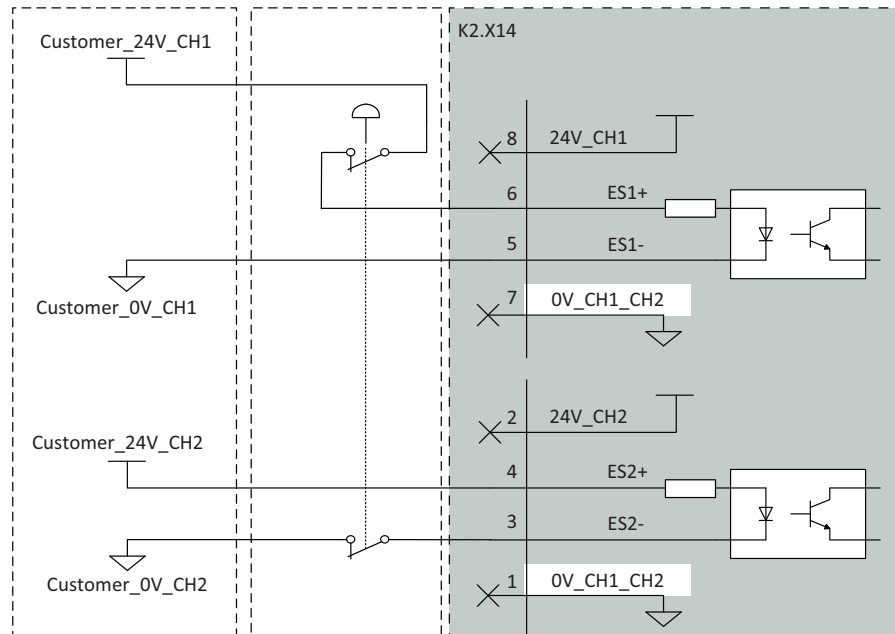 Customer_24V_CH1
K2.X14
8 24V_CH1
6 ES1+
5 ES1-
Customer_0V_CH1
7 0V_CH1_CH2
2 24V_CH2
Customer_24V_CH2
4 ES2+
3 ES2-
Customer_0V_CH2
1 0V_CH1_CH2